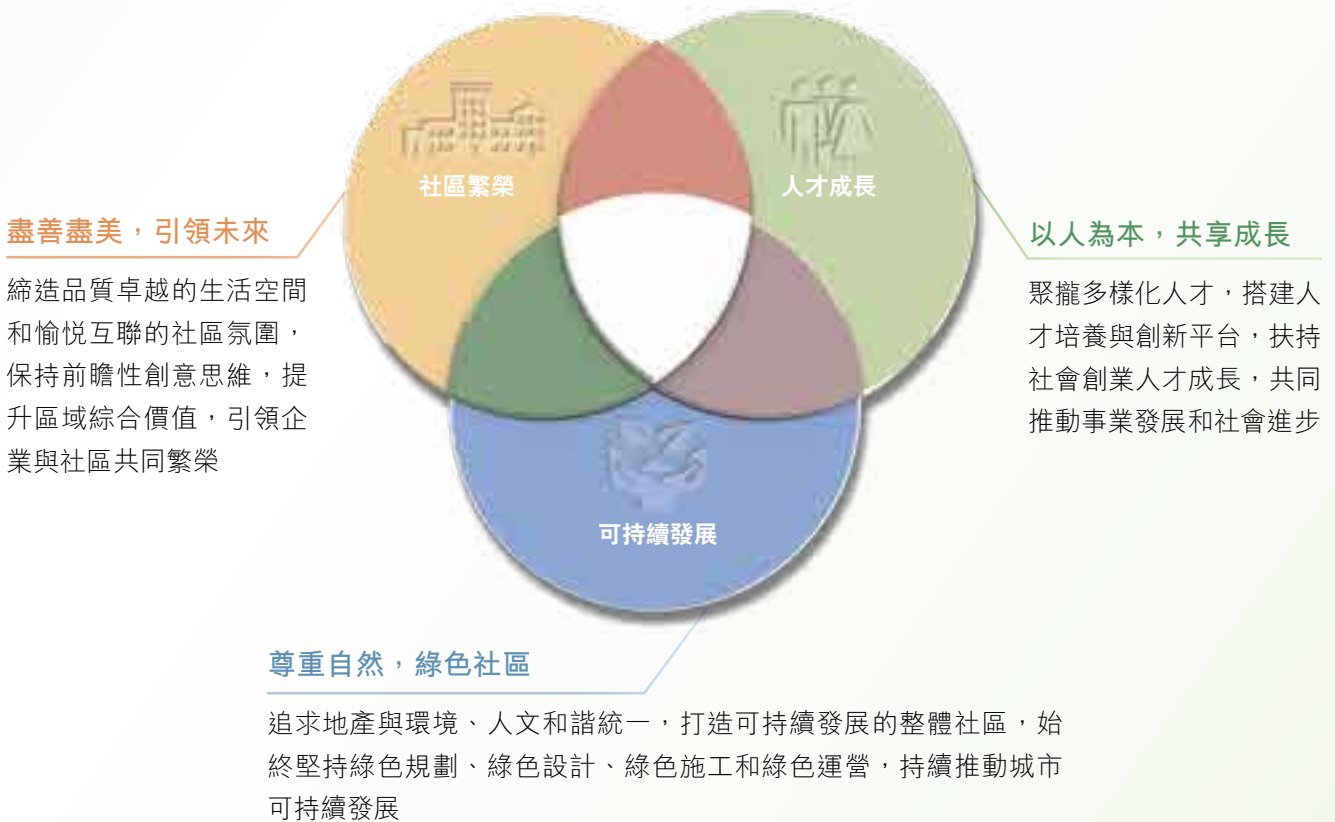 社區繁榮
人才成長
盡善盡美，引領未來
締造品質卓越的生活空間
和愉悦互聯的社區氛圍，
保持前瞻性創意思維，提
升區域綜合價值，引領企
業與社區共同繁榮
以人為本，共享成長
聚攏多樣化人才，搭建人
才培養與創新平台，扶持
社會創業人才成長，共同
推動事業發展和社會進步
可持續發展
尊重自然，綠色社區
追求地產與環境、人文和諧統一，打造可持續發展的整體社區，始
終堅持綠色規劃、綠色設計、綠色施工和綠色運營，持續推動城市
可持續發展